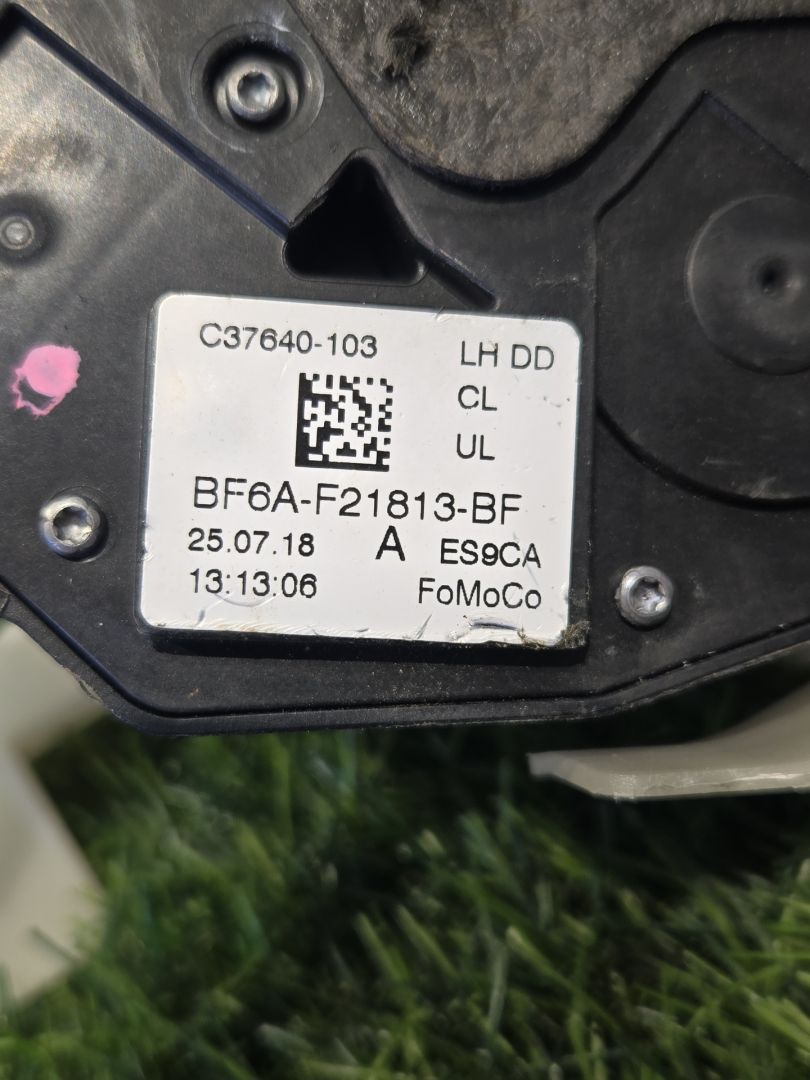 C37640-103 LH DD
CL
UL
BF6A-F21813-BF
25.07.18 A ES9CA
13:13:06 FoMoCo